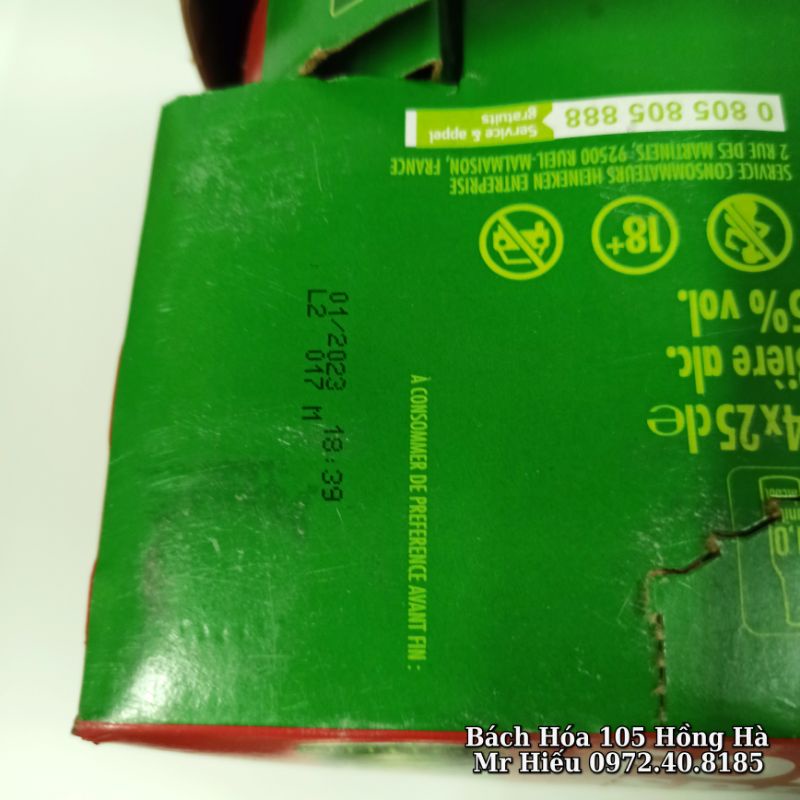 0 805 805 888
Service & appel
gratuits
SERVICE CONSOMMATEURS HEINEKEN ENTREPRISE
2 RUE DES MARTINETS, 92500 RUEIL-MALMAISON, FRANCE
18+
5% vol.
ière alc.
4x25cl e
01/2023 18:39
L2 017 M
À CONSOMMER DE PREFERENCE AVANT FIN :
Bách Hóa 105 Hồng Hà
Mr Hiếu 0972.40.8185